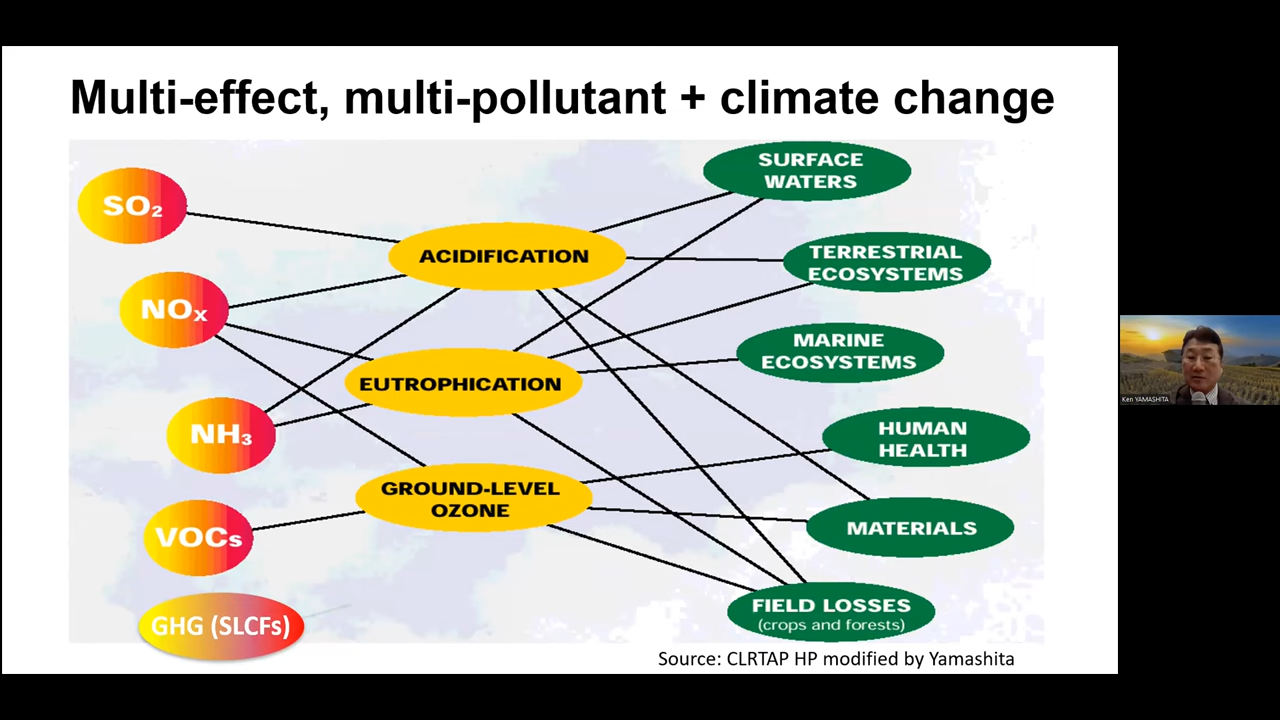 Multi-effect, multi-pollutant + climate change
SO₂
NOₓ
NH₃
VOCs
GHG (SLCFs)
ACIDIFICATION
EUTROPHICATION
GROUND-LEVEL
OZONE
SURFACE
WATERS
TERRESTRIAL
ECOSYSTEMS
MARINE
ECOSYSTEMS
HUMAN
HEALTH
MATERIALS
FIELD LOSSES
(crops and forests)
Source: CLRTAP HP modified by Yamashita
Ken YAMASHITA